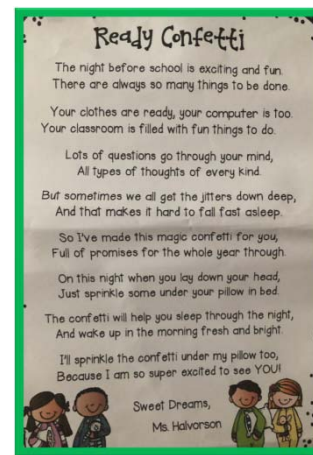 Ready Confetti
The night before school is exciting and fun.
There are always so many things to be done.
Your clothes are ready, your computer is too.
Your classroom is filled with fun things to do.
Lots of questions go through your mind,
All types of thoughts of every kind.
But sometimes we all get the jitters down deep,
And that makes it hard to fall fast asleep.
So I've made this magic confetti for you,
Full of promises for the whole year through.
On this night when you lay down your head,
Just sprinkle some under your pillow in bed.
The confetti will help you sleep through the night,
And wake up in the morning fresh and bright.
I'll sprinkle the confetti under my pillow too,
Because I am so super excited to see YOU!
Sweet Dreams,
Ms. Halvorson